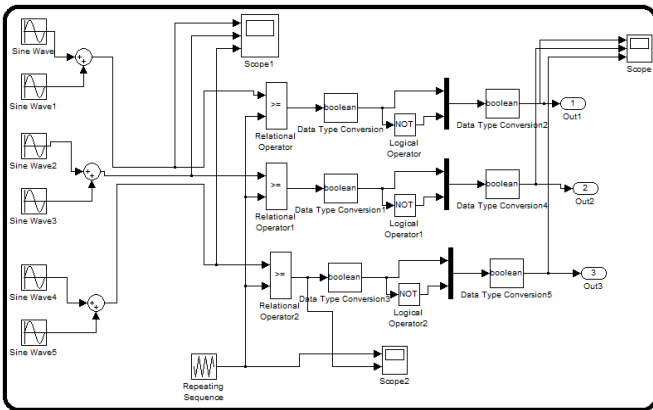 Sine Wave
Sine Wave1
Scope1
Scope
>=
Relational
Operator
boolean
Data Type Conversion
NOT
Logical
Operator
boolean
Data Type Conversion2
1
Out1
Sine Wave2
Sine Wave3
>=
Relational
Operator1
boolean
Data Type Conversion1
NOT
Logical
Operator1
boolean
Data Type Conversion4
2
Out2
Sine Wave4
Sine Wave5
>=
Relational
Operator2
boolean
Data Type Conversion3
NOT
Logical
Operator2
boolean
Data Type Conversion5
3
Out3
Repeating
Sequence
Scope2